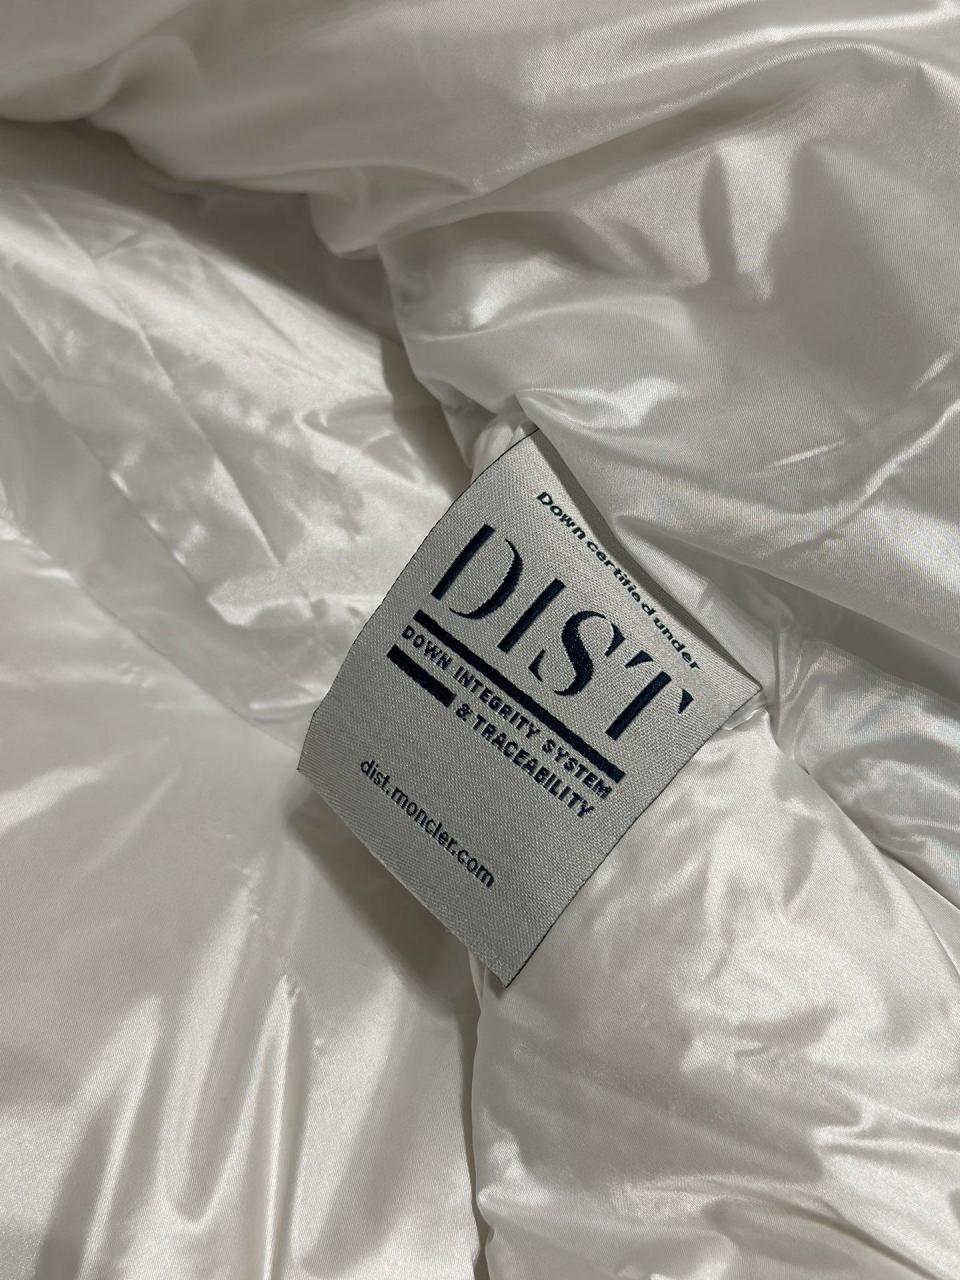 Down certified under
DIST
DOWN INTEGRITY SYSTEM
& TRACEABILITY
dist.moncler.com